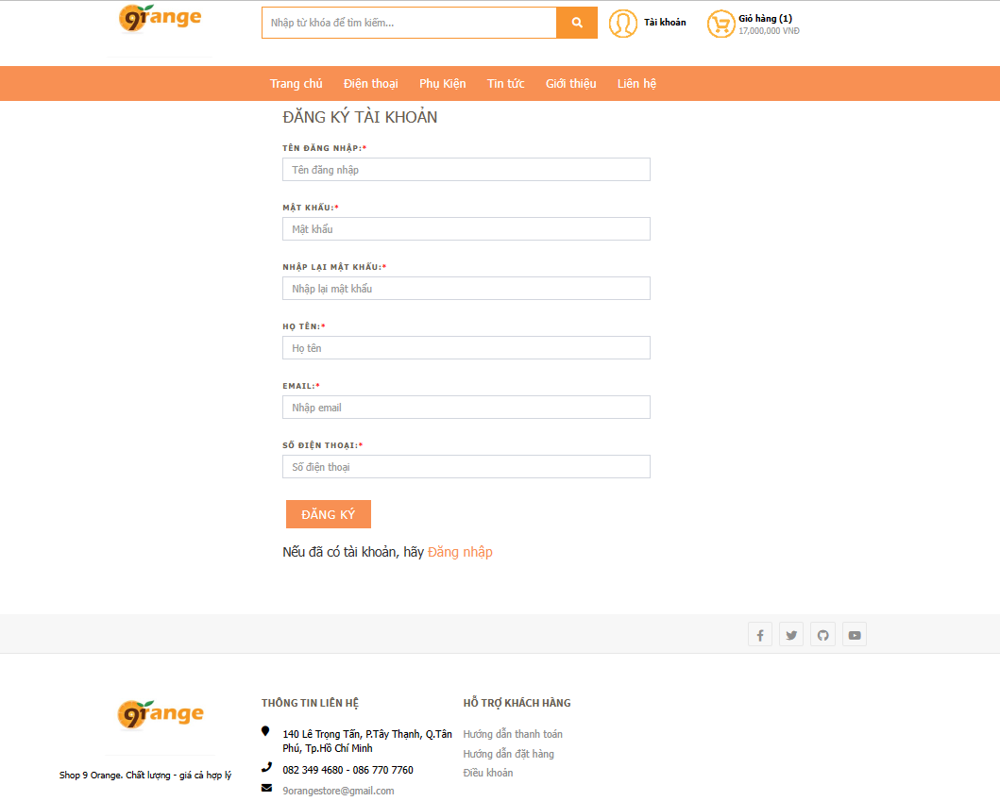 9range
Nhập từ khóa để tìm kiếm...
Tài khoản
Giỏ hàng (1)
17,000,000 VNĐ
Trang chủ Điện thoại Phụ Kiện Tin tức Giới thiệu Liên hệ
ĐĂNG KÝ TÀI KHOẢN
TÊN ĐĂNG NHẬP:*
Tên đăng nhập
MẬT KHẨU:*
Mật khẩu
NHẬP LẠI MẬT KHẨU:*
Nhập lại mật khẩu
HỌ TÊN:*
Họ tên
EMAIL:*
Nhập email
SỐ ĐIỆN THOẠI:*
Số điện thoại
ĐĂNG KÝ
Nếu đã có tài khoản, hãy Đăng nhập
9range
Shop 9 Orange. Chất lượng - giá cả hợp lý
THÔNG TIN LIÊN HỆ
140 Lê Trọng Tấn, P.Tây Thạnh, Q.Tân
Phú, Tp.Hồ Chí Minh
082 349 4680 - 086 770 7760
9orangestore@gmail.com
HỖ TRỢ KHÁCH HÀNG
Hướng dẫn thanh toán
Hướng dẫn đặt hàng
Điều khoản